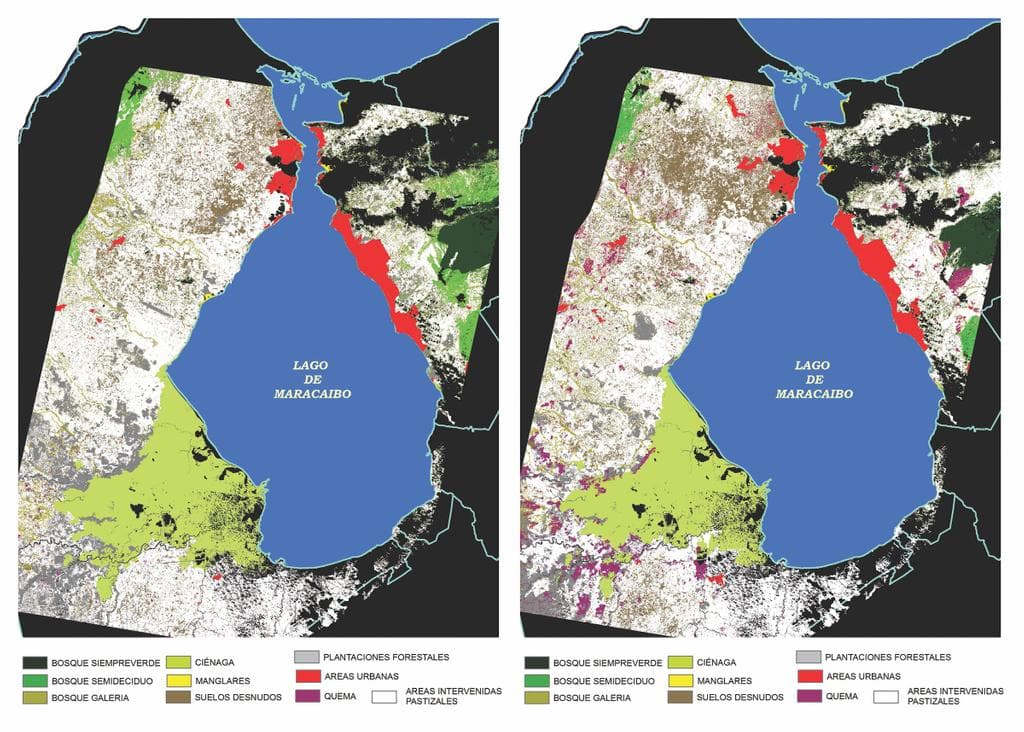 LAGO
DE
MARACAIBO
LAGO
DE
MARACAIBO
BOSQUE SIEMPREVERDE
BOSQUE SEMIDECIDUO
BOSQUE GALERIA
CIÉNAGA
MANGLARES
SUELOS DESNUDOS
PLANTACIONES FORESTALES
AREAS URBANAS
QUEMA
AREAS INTERVENIDAS
PASTIZALES
BOSQUE SIEMPREVERDE
BOSQUE SEMIDECIDUO
BOSQUE GALERIA
CIÉNAGA
MANGLARES
SUELOS DESNUDOS
PLANTACIONES FORESTALES
AREAS URBANAS
QUEMA
AREAS INTERVENIDAS
PASTIZALES